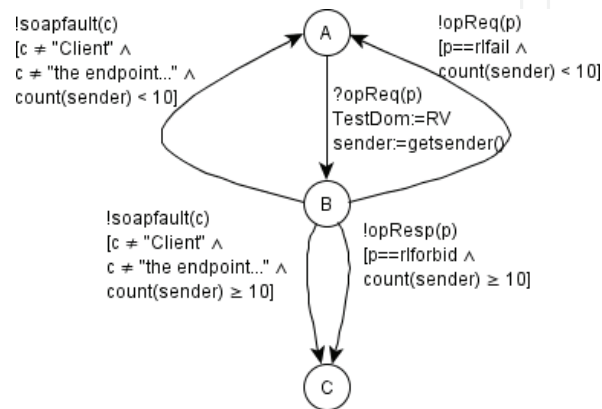 !soapfault(c)
[c ≠ "Client" ∧
c ≠ "the endpoint..." ∧
count(sender) < 10]
A
!opReq(p)
[p==rlfail ∧
count(sender) < 10]
?opReq(p)
TestDom:=RV
sender:=getsender()
B
!soapfault(c)
[c ≠ "Client" ∧
c ≠ "the endpoint..." ∧
count(sender) ≥ 10]
!opResp(p)
[p==rlforbid ∧
count(sender) ≥ 10]
C